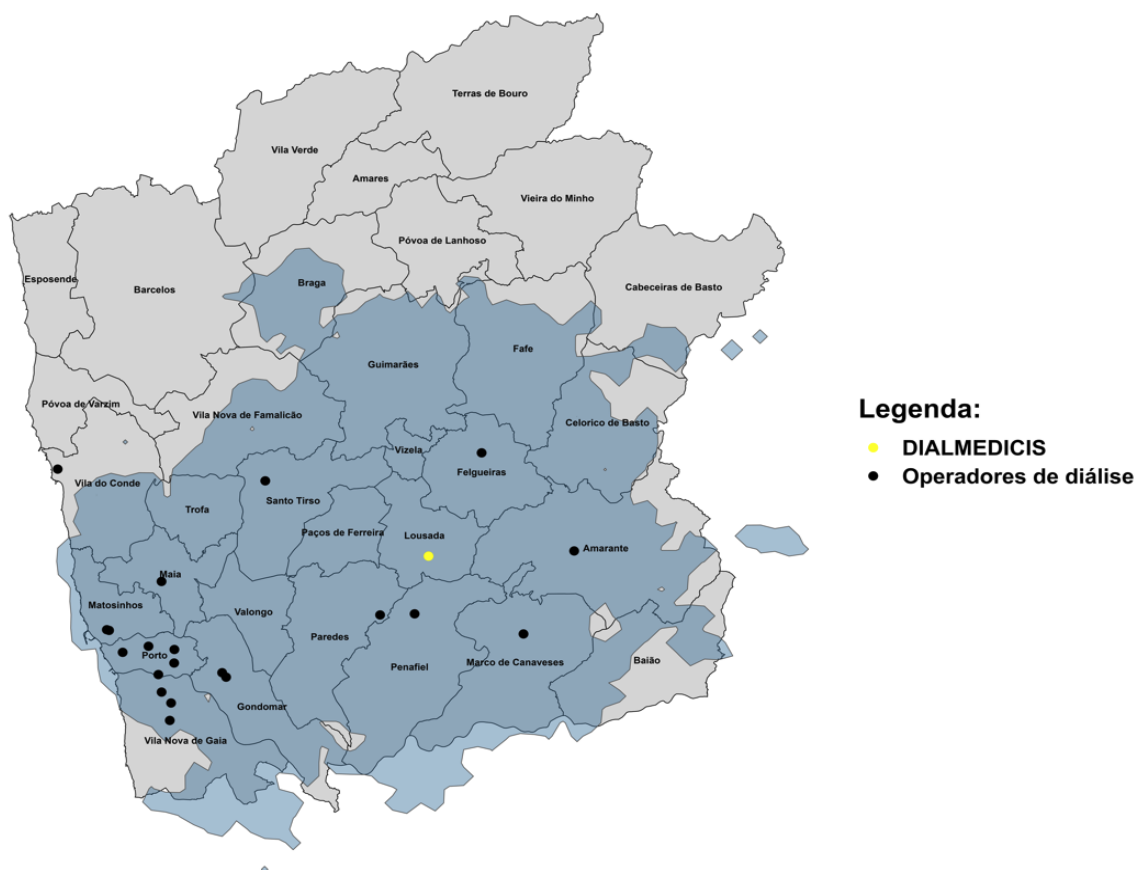 Terras de Bouro
Vila Verde
Amares
Vieira do Minho
Póvoa de Lanhoso
Esposende
Barcelos
Braga
Cabeceiras de Basto
Guimarães
Fafe
Póvoa de Varzim
Vila Nova de Famalicão
Celorico de Basto
Legenda:
DIALMEDICIS
Operadores de diálise
Vizela
Felgueiras
Vila do Conde
Santo Tirso
Trofa
Paços de Ferreira
Lousada
Amarante
Maia
Matosinhos
Valongo
Paredes
Porto
Penafiel
Marco de Canaveses
Baião
Gondomar
Vila Nova de Gaia